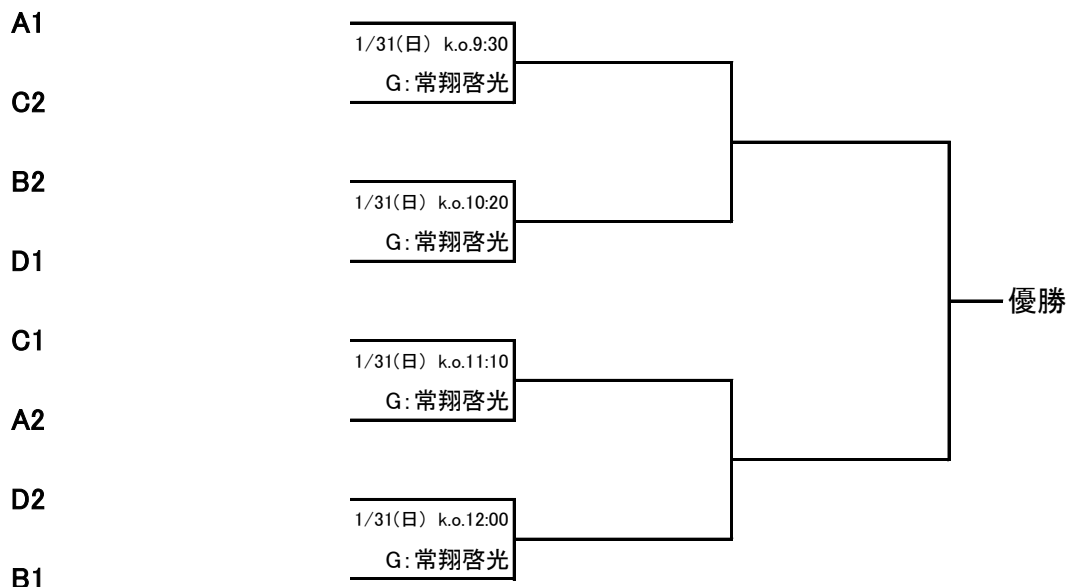 A1
1/31(日) k.o.9:30
G:常翔啓光
C2
B2
1/31(日) k.o.10:20
G:常翔啓光
D1
優勝
C1
1/31(日) k.o.11:10
G:常翔啓光
A2
D2
1/31(日) k.o.12:00
G:常翔啓光
B1